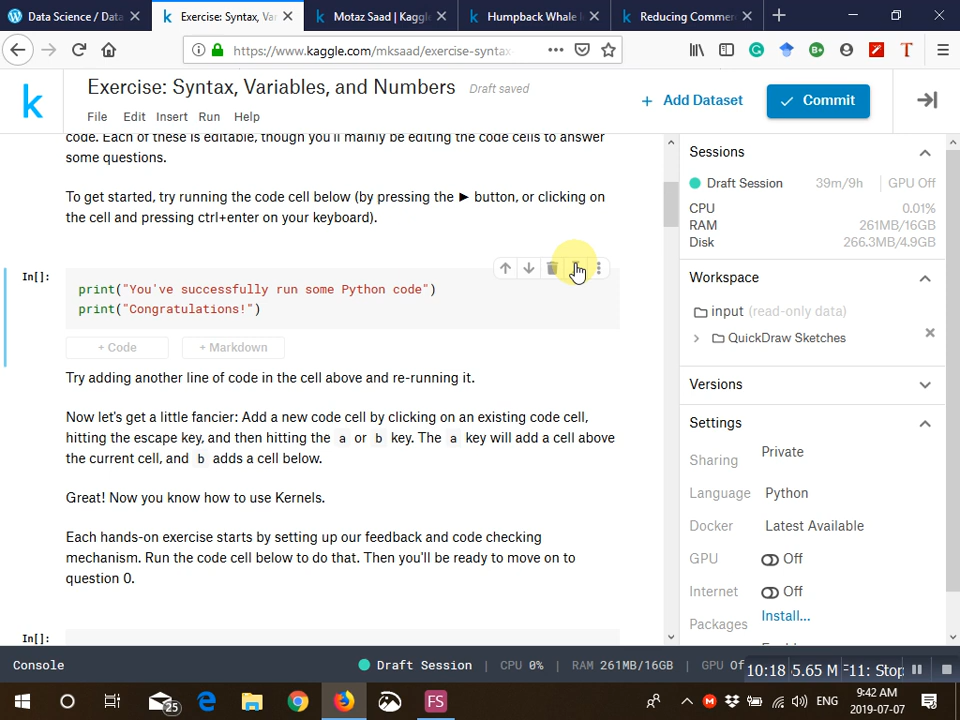 Data Science / Data
Exercise: Syntax, Var
Motaz Saad | Kaggle
Humpback Whale I
Reducing Commer
https://www.kaggle.com/mksaad/exercise-syntax-
Exercise: Syntax, Variables, and Numbers Draft saved
File Edit Insert Run Help
+ Add Dataset
Commit
code. Each of these is editable, though you'll mainly be editing the code cells to answer
some questions.
To get started, try running the code cell below (by pressing the ► button, or clicking on
the cell and pressing ctrl+enter on your keyboard).
In[]:
print("You've successfully run some Python code")
print("Congratulations!")
+ Code + Markdown
Try adding another line of code in the cell above and re-running it.
Now let's get a little fancier: Add a new code cell by clicking on an existing code cell,
hitting the escape key, and then hitting the a or b key. The a key will add a cell above
the current cell, and b adds a cell below.
Great! Now you know how to use Kernels.
Each hands-on exercise starts by setting up our feedback and code checking
mechanism. Run the code cell below to do that. Then you'll be ready to move on to
question 0.
In[]:
Sessions
Draft Session 39m/9h GPU Off
CPU 0.01%
RAM 261MB/16GB
Disk 266.3MB/4.9GB
Workspace
input (read-only data)
QuickDraw Sketches
Versions
Settings
Sharing Private
Language Python
Docker Latest Available
GPU Off
Internet Off
Packages Install...
Console Draft Session | CPU 0% | RAM 261MB/16GB | GPU Of
10:18 5.65 M F-11: Stop
25
ENG
9:42 AM
2019-07-07